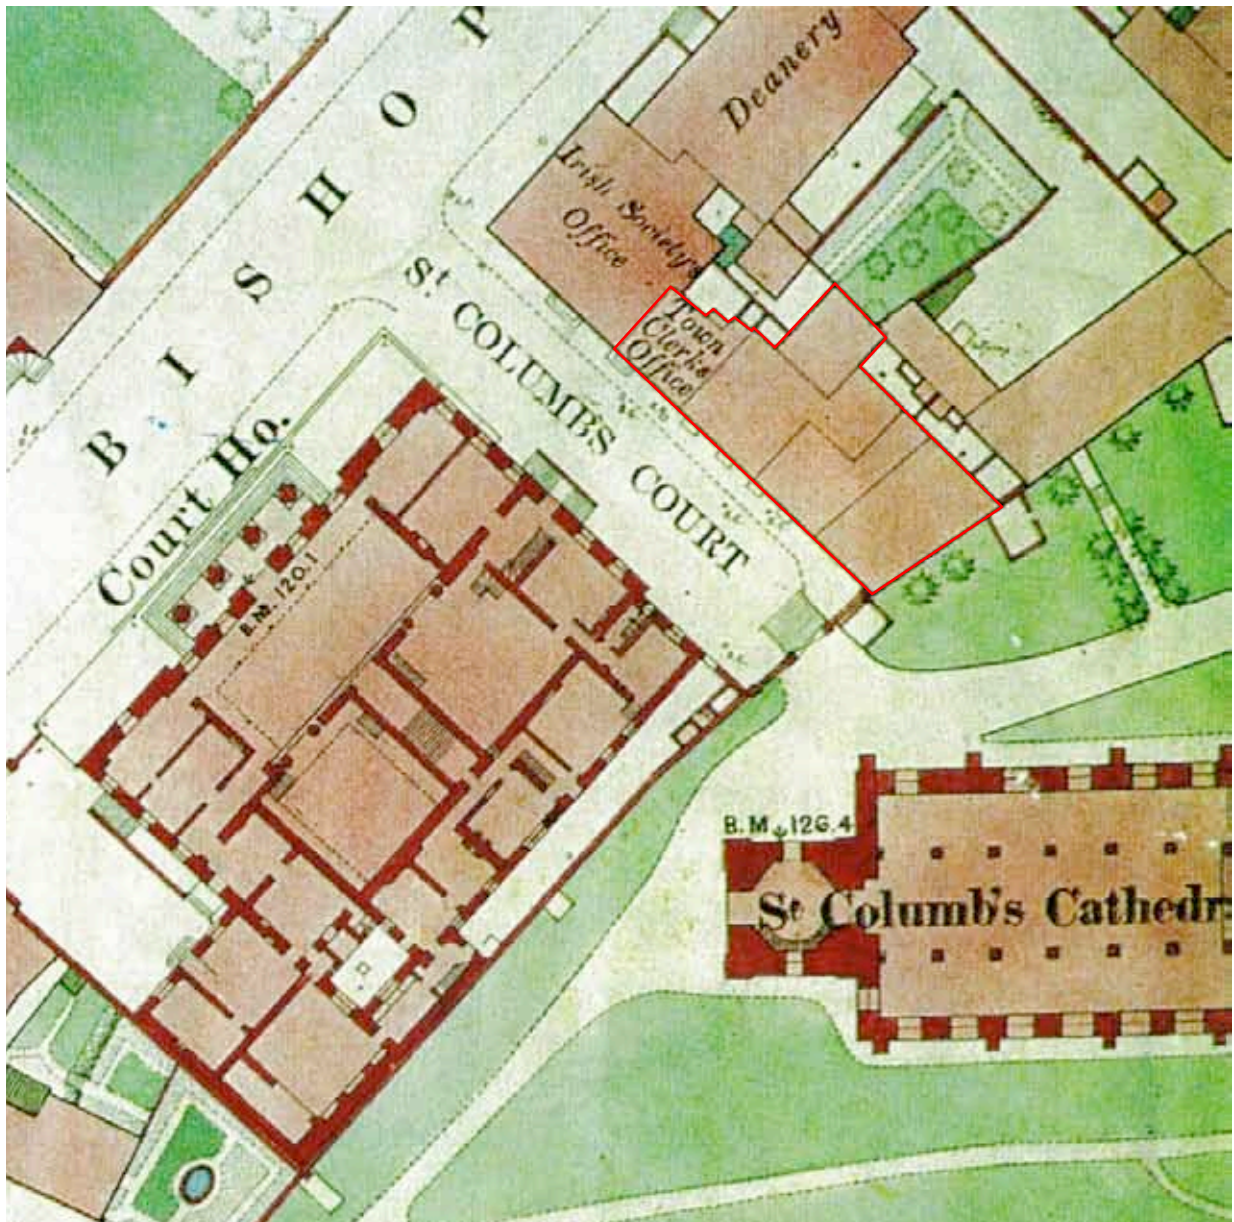 Deanery
BISHOP
Irish Society's
Office
Town
Clerks
Office
St COLUMBS COURT
Court Ho.
B.M. 120.1
B.M. 126.4
St Columb's Cathedr